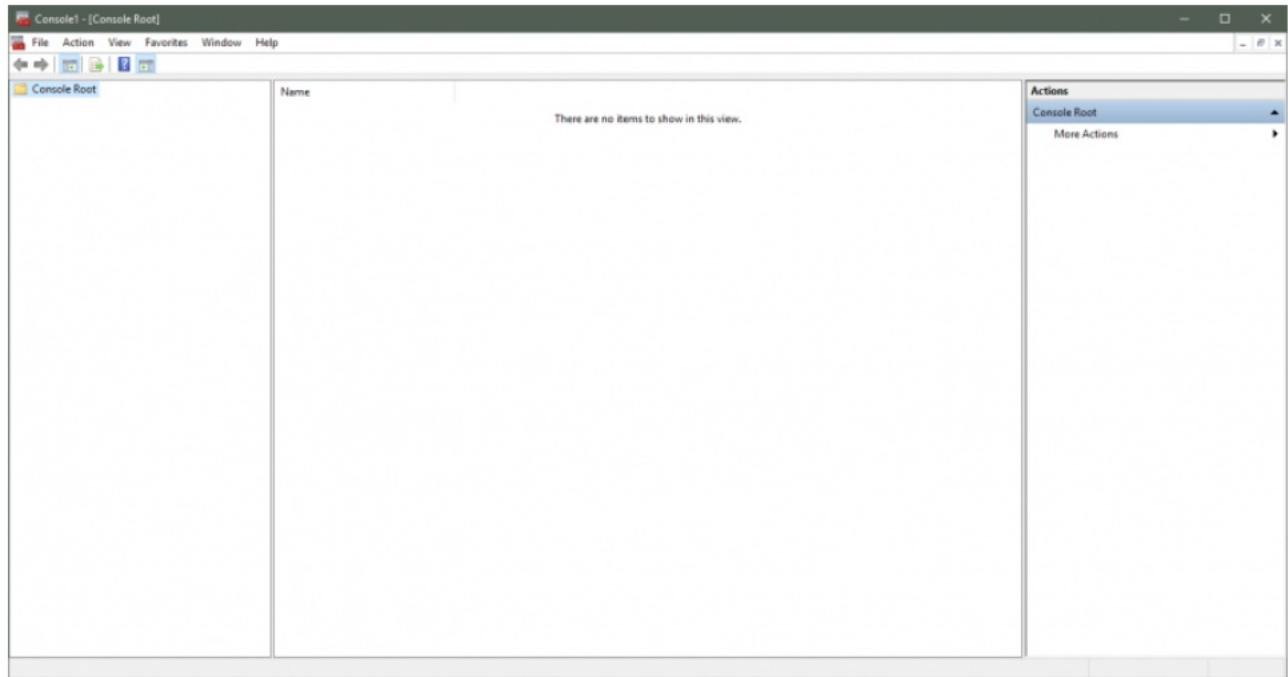 Console1 - [Console Root]
File Action View Favorites Window Help
Console Root
Name
There are no items to show in this view.
Actions
Console Root
More Actions